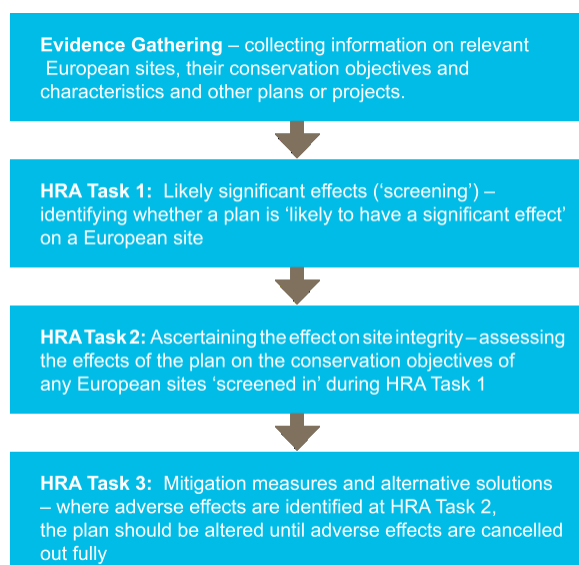 Evidence Gathering – collecting information on relevant
European sites, their conservation objectives and
characteristics and other plans or projects.
HRA Task 1: Likely significant effects (‘screening’) –
identifying whether a plan is ‘likely to have a significant effect’
on a European site
HRA Task 2: Ascertaining the effect on site integrity – assessing
the effects of the plan on the conservation objectives of
any European sites ‘screened in’ during HRA Task 1
HRA Task 3: Mitigation measures and alternative solutions
– where adverse effects are identified at HRA Task 2,
the plan should be altered until adverse effects are cancelled
out fully